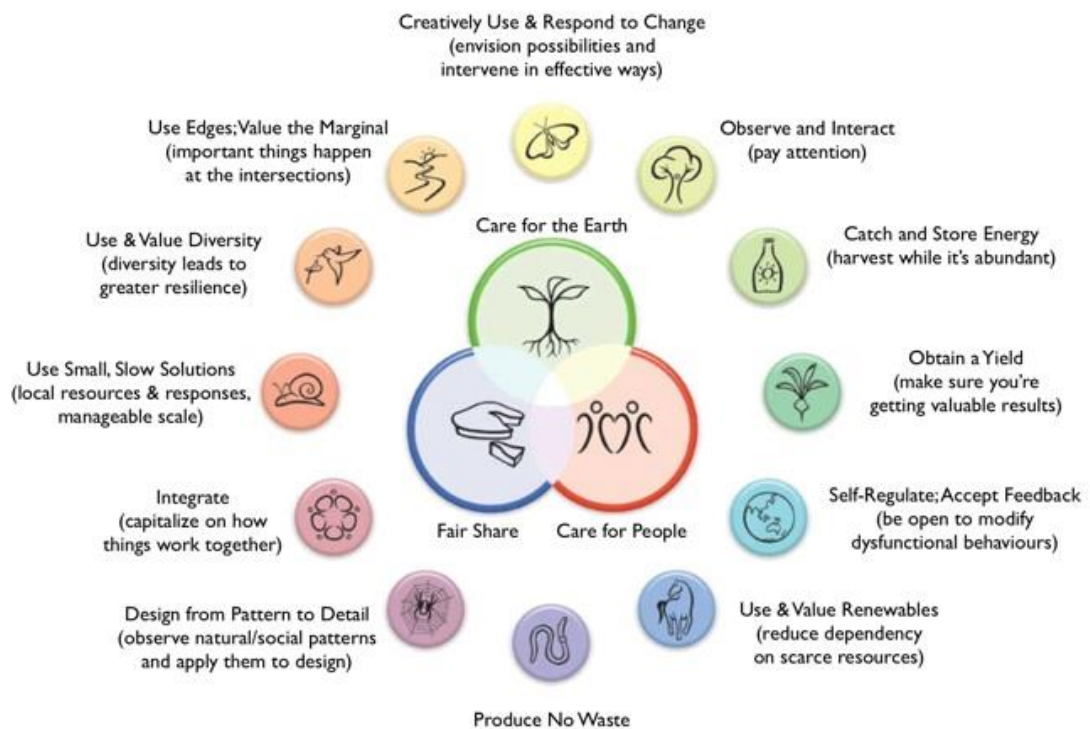 Creatively Use & Respond to Change
(envision possibilities and
intervene in effective ways)
Use Edges; Value the Marginal
(important things happen
at the intersections)
Observe and Interact
(pay attention)
Care for the Earth
Use & Value Diversity
(diversity leads to
greater resilience)
Catch and Store Energy
(harvest while it's abundant)
Use Small, Slow Solutions
(local resources & responses,
manageable scale)
Obtain a Yield
(make sure you're
getting valuable results)
Integrate
(capitalize on how
things work together)
Fair Share
Care for People
Self-Regulate; Accept Feedback
(be open to modify
dysfunctional behaviours)
Design from Pattern to Detail
(observe natural/social patterns
and apply them to design)
Use & Value Renewables
(reduce dependency
on scarce resources)
Produce No Waste